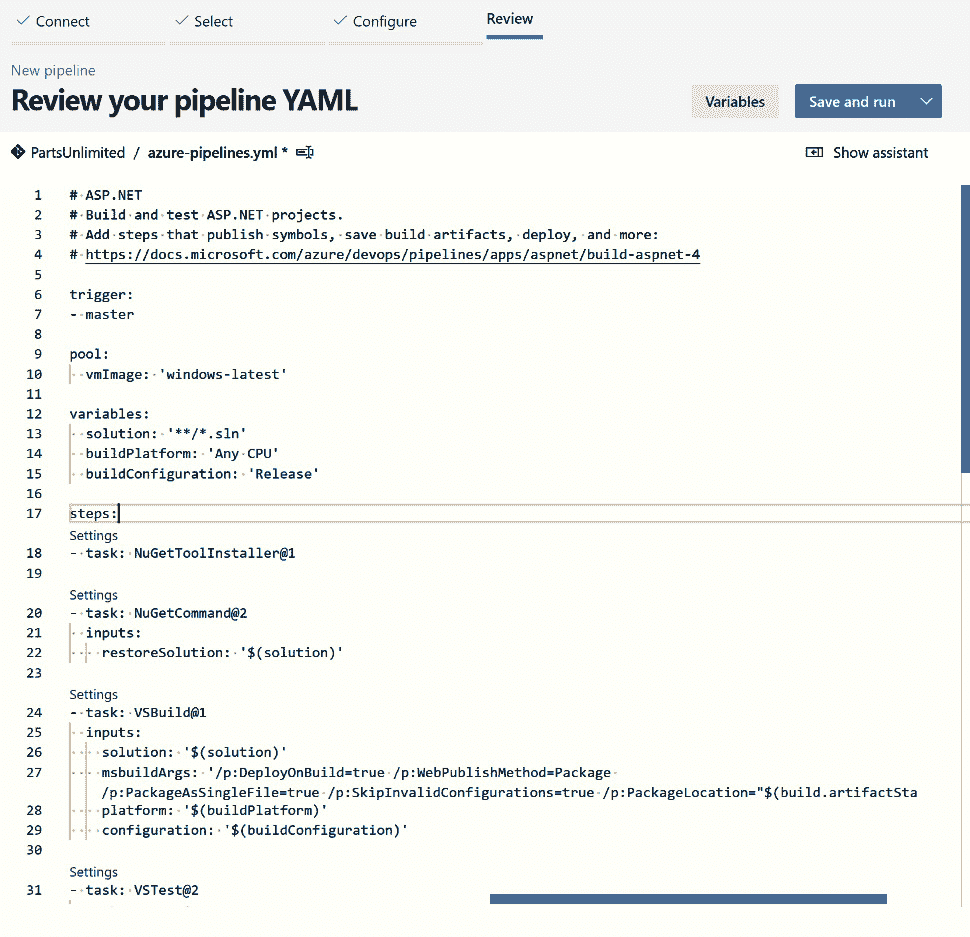 Connect
Select
Configure
Review
New pipeline
Review your pipeline YAML
Variables
Save and run
PartsUnlimited / azure-pipelines.yml *
Show assistant
1 # ASP.NET
2 # Build and test ASP.NET projects.
3 # Add steps that publish symbols, save build artifacts, deploy, and more:
4 # https://docs.microsoft.com/azure/devops/pipelines/apps/aspnet/build-aspnet-4
5
6 trigger:
7 - master
8
9 pool:
10   vmImage: 'windows-latest'
11
12 variables:
13   solution: '**/*.sln'
14   buildPlatform: 'Any CPU'
15   buildConfiguration: 'Release'
16
17 steps:
Settings
18 - task: NuGetToolInstaller@1
19
Settings
20 - task: NuGetCommand@2
21   inputs:
22     restoreSolution: '$(solution)'
23
Settings
24 - task: VSBuild@1
25   inputs:
26     solution: '$(solution)'
27     msbuildArgs: '/p:DeployOnBuild=true /p:WebPublishMethod=Package
/p:PackageAsSingleFile=true /p:SkipInvalidConfigurations=true /p:PackageLocation="$(build.artifactSta
28     platform: '$(buildPlatform)'
29     configuration: '$(buildConfiguration)'
30
Settings
31 - task: VSTest@2